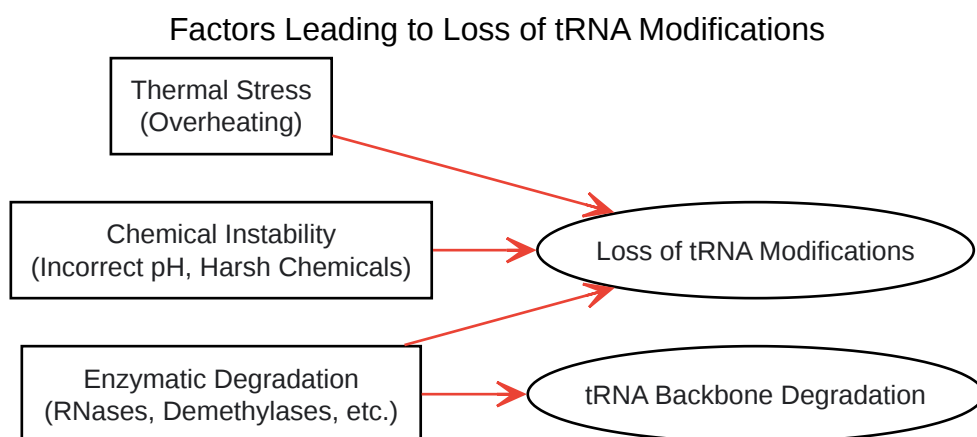 Factors Leading to Loss of tRNA Modifications
Thermal Stress
(Overheating)
Chemical Instability
(Incorrect pH, Harsh Chemicals)
Loss of tRNA Modifications
Enzymatic Degradation
(RNases, Demethylases, etc.)
tRNA Backbone Degradation